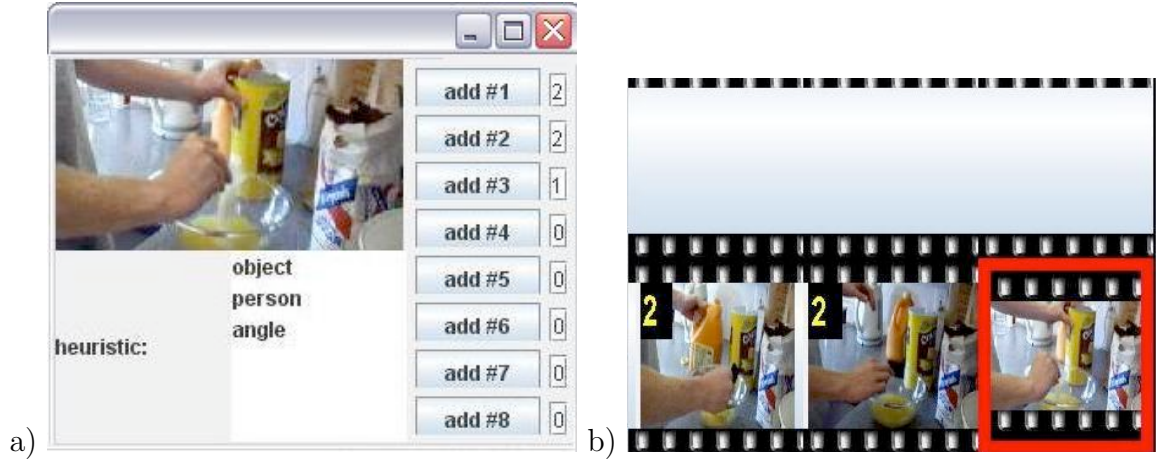 add #1 2
add #2 2
add #3 1
add #4 0
object
add #5 0
person
angle
add #6 0
heuristic:
add #7 0
add #8 0
a)
2 2
b)